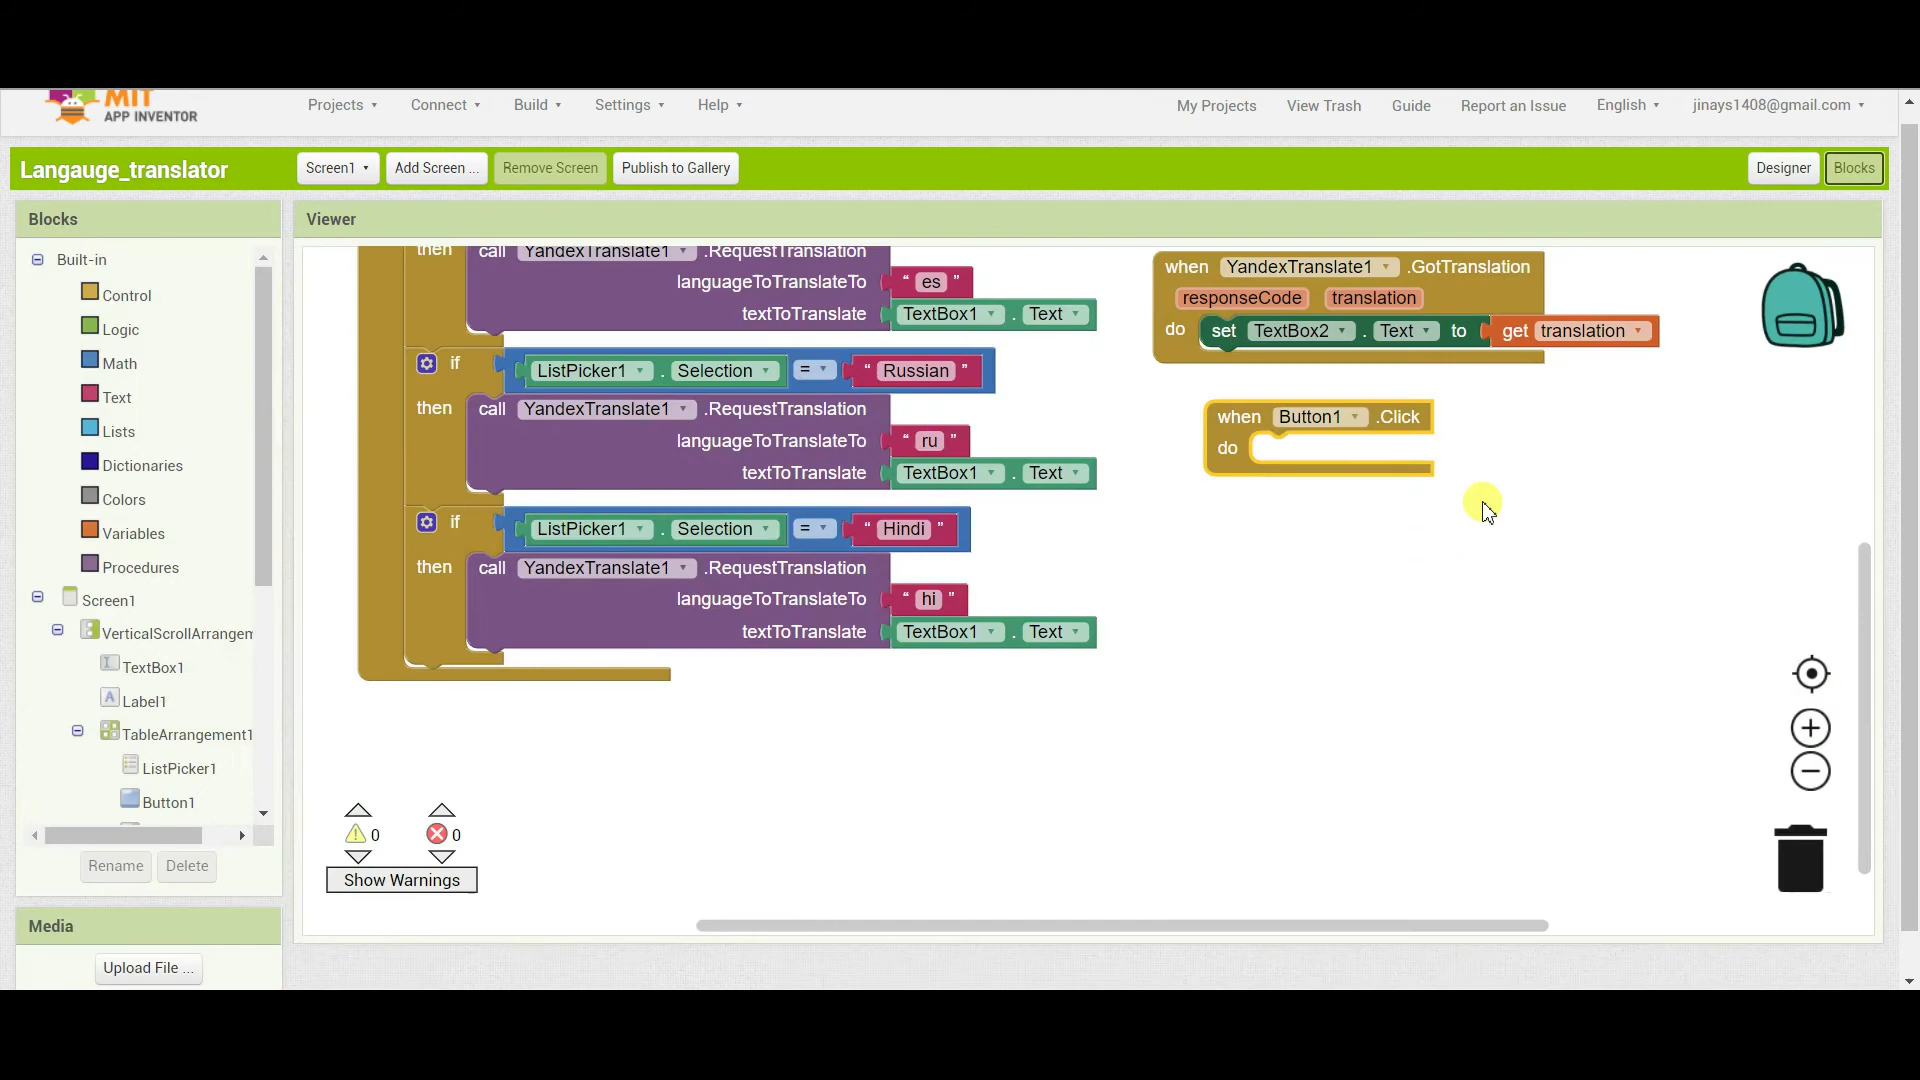 MIT
APP INVENTOR
Projects
Connect
Build
Settings
Help
My Projects
View Trash
Guide
Report an Issue
English
jinays1408@gmail.com
Langauge_translator
Screen1
Add Screen ...
Remove Screen
Publish to Gallery
Designer
Blocks
Blocks
Viewer
Built-in
Control
Logic
Math
Text
Lists
Dictionaries
Colors
Variables
Procedures
Screen1
VerticalScrollArrangem
TextBox1
Label1
TableArrangement1
ListPicker1
Button1
Rename
Delete
Media
Upload File ...
then call YandexTranslate1 .RequestTranslation
languageToTranslateTo “ es ”
textToTranslate TextBox1 . Text
if ListPicker1 . Selection = “ Russian ”
then call YandexTranslate1 .RequestTranslation
languageToTranslateTo “ ru ”
textToTranslate TextBox1 . Text
if ListPicker1 . Selection = “ Hindi ”
then call YandexTranslate1 .RequestTranslation
languageToTranslateTo “ hi ”
textToTranslate TextBox1 . Text
when YandexTranslate1 .GotTranslation
responseCode translation
do set TextBox2 . Text to get translation
when Button1 .Click
do
0
0
Show Warnings